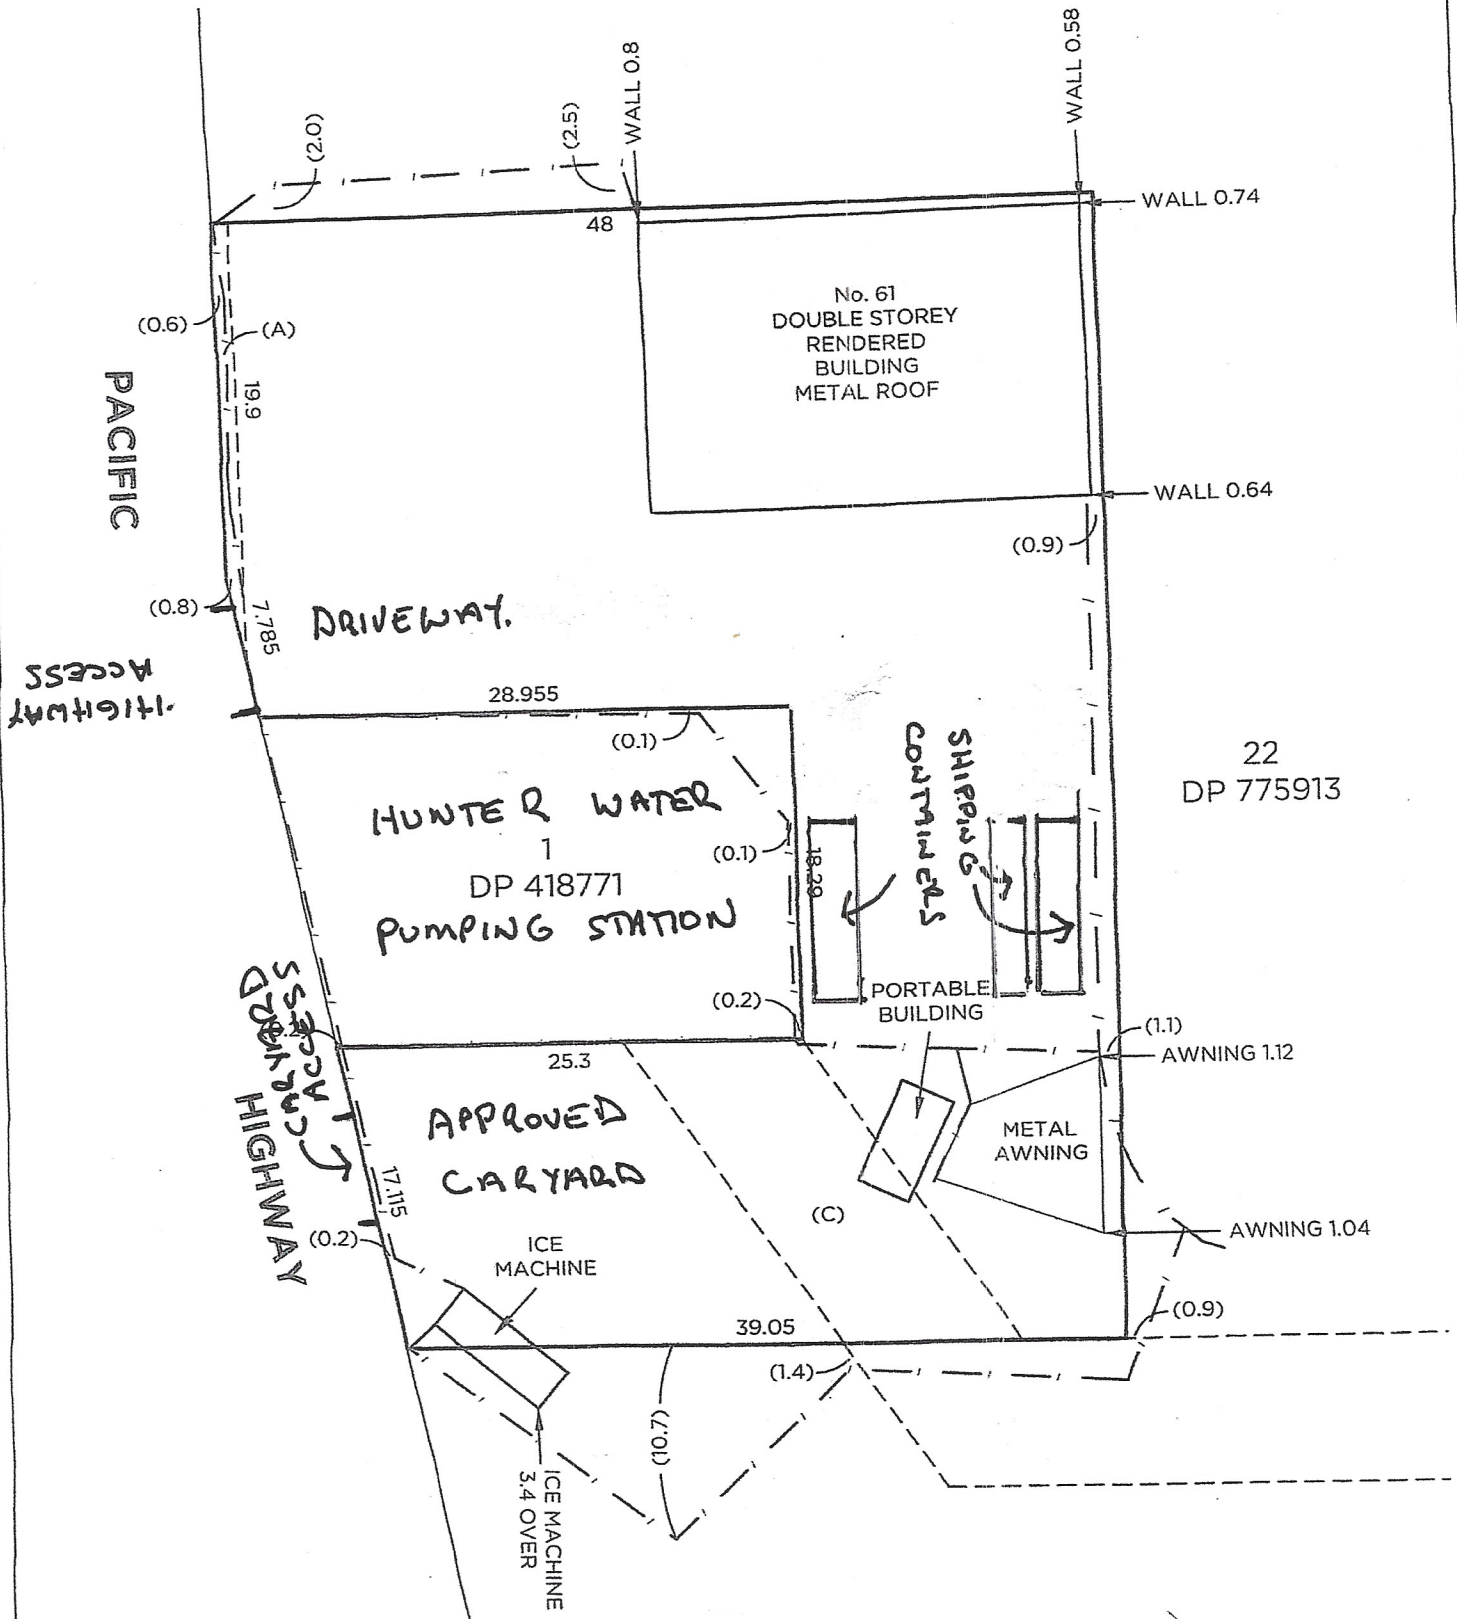 WALL 0.8
WALL 0.58
(2.0)
(2.5)
WALL 0.74
48
No. 61
DOUBLE STOREY
RENDERED
BUILDING
METAL ROOF
(0.6)
(A)
19.9
PACIFIC
WALL 0.64
(0.9)
(0.8)
7.785
DRIVEWAY.
HIGHWAY
ACCESS
28.955
(0.1)
22
DP 775913
SHIPPING
CONTAINERS
HUNTER WATER
1
DP 418771
PUMPING STATION
(0.1)
18.29
PORTABLE
BUILDING
(0.2)
(1.1)
AWNING 1.12
25.3
CARYARD
ACCESS
HIGHWAY
APPROVED
CARYARD
METAL
AWNING
17.115
(C)
(0.2)
AWNING 1.04
ICE
MACHINE
(0.9)
39.05
(1.4)
(10.7)
ICE MACHINE
3.4 OVER